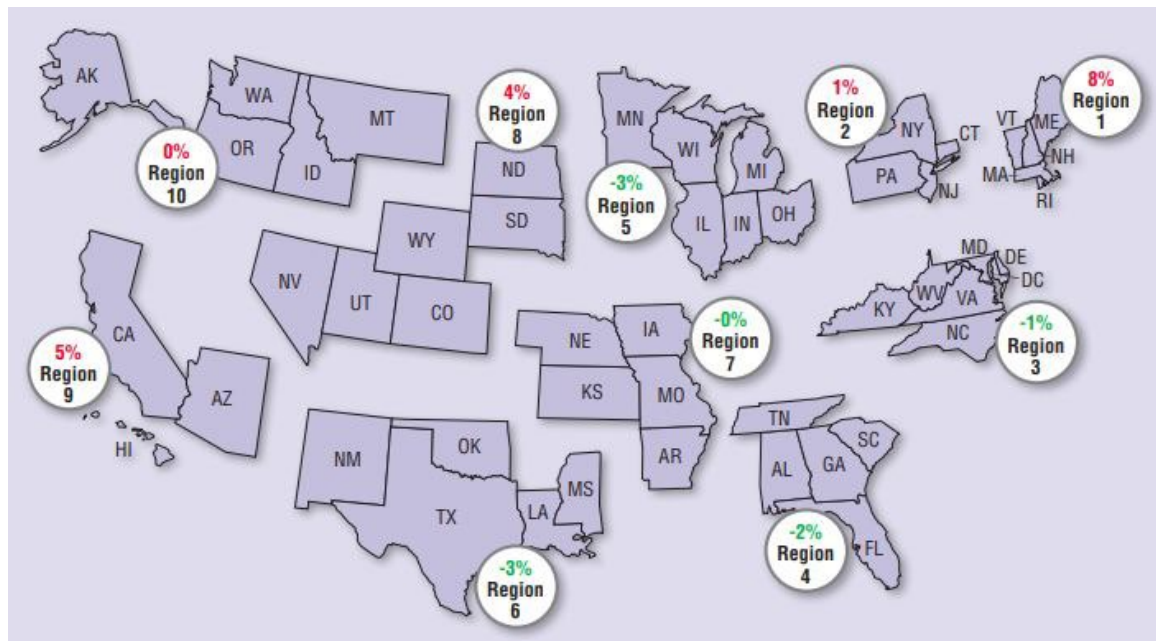 AK
WA
MT
OR
ID
0%
Region
10
4%
Region
8
ND
SD
WY
NV
UT
CO
MN
WI
MI
IL
IN
OH
-3%
Region
5
1%
Region
2
NY
PA
CT
NJ
8%
Region
1
VT
ME
NH
MA
RI
CA
AZ
HI
5%
Region
9
NE
IA
KS
MO
AR
-0%
Region
7
MD
DE
DC
WV
VA
KY
NC
-1%
Region
3
NM
OK
TX
LA
MS
-3%
Region
6
TN
SC
AL
GA
FL
-2%
Region
4